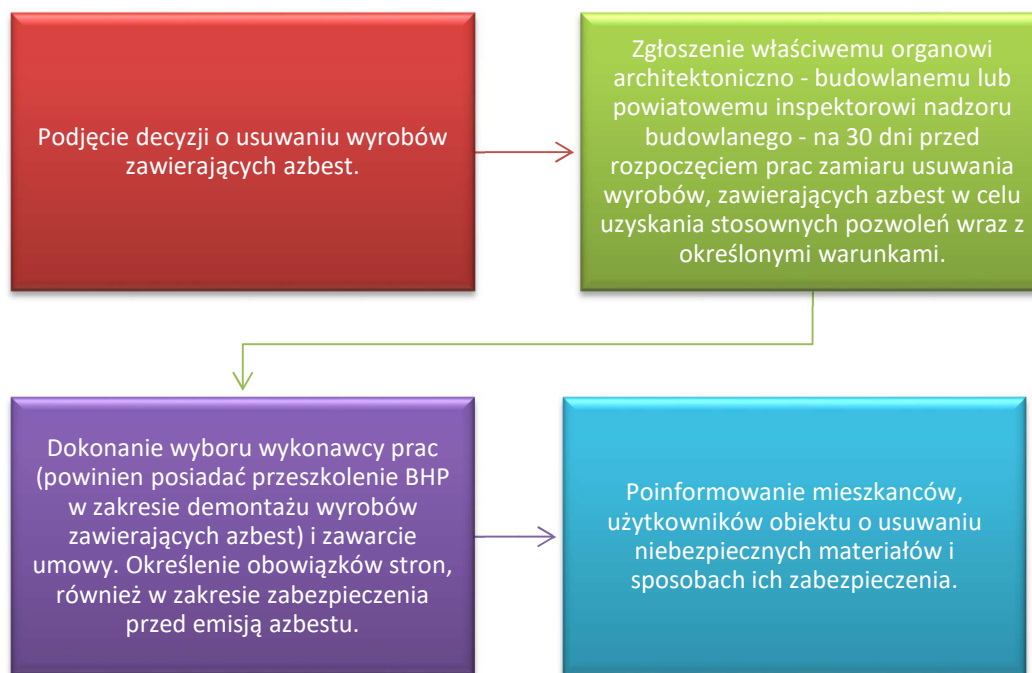 Podjęcie decyzji o usuwaniu wyrobów
zawierających azbest.
Zgłoszenie właściwemu organowi
architektoniczno - budowlanemu lub
powiatowemu inspektorowi nadzoru
budowlanego - na 30 dni przed
rozpoczęciem prac zamiaru usuwania
wyrobów, zawierających azbest w celu
uzyskania stosownych pozwoleń wraz z
określonymi warunkami.
Dokonanie wyboru wykonawcy prac
(powinien posiadać przeszkolenie BHP
w zakresie demontażu wyrobów
zawierających azbest) i zawarcie
umowy. Określenie obowiązków stron,
również w zakresie zabezpieczenia
przed emisją azbestu.
Poinformowanie mieszkanców,
użytkowników obiektu o usuwaniu
niebezpiecznych materiałów i
sposobach ich zabezpieczenia.